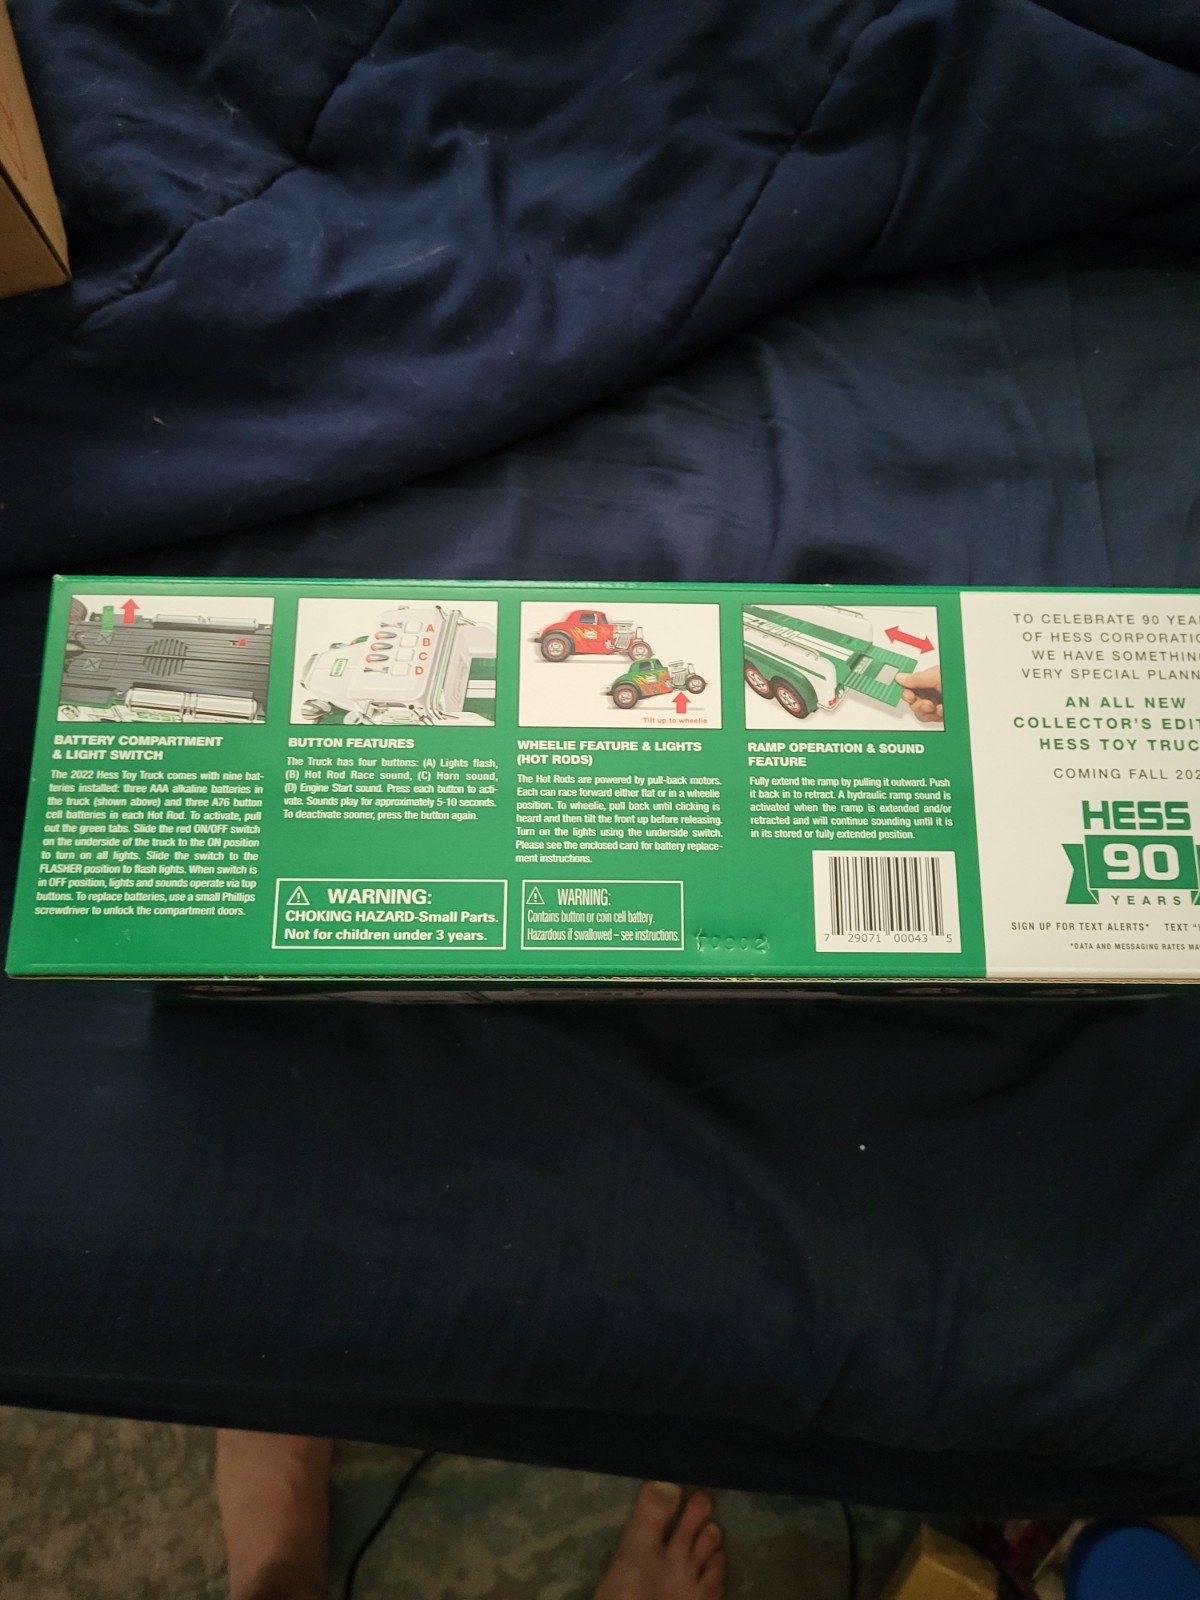 A
B
C
D
Tilt up to wheelie
BATTERY COMPARTMENT
& LIGHT SWITCH
The 2022 Hess Toy Truck comes with nine bat-
teries installed: three AAA alkaline batteries in
the truck (shown above) and three A76 button
cell batteries in each Hot Rod. To activate, pull
out the green tabs. Slide the red ON/OFF switch
on the underside of the truck to the ON position
to turn on all lights. Slide the switch to the
FLASHER position to flash lights. When switch is
in OFF position, lights and sounds operate via top
buttons. To replace batteries, use a small Phillips
screwdriver to unlock the compartment doors.
BUTTON FEATURES
The Truck has four buttons: (A) Lights flash,
(B) Hot Rod Race sound, (C) Horn sound,
(D) Engine Start sound. Press each button to acti-
vate. Sounds play for approximately 5-10 seconds.
To deactivate sooner, press the button again.
WARNING:
CHOKING HAZARD-Small Parts.
Not for children under 3 years.
WHEELIE FEATURE & LIGHTS
(HOT RODS)
The Hot Rods are powered by pull-back motors.
Each can race forward either flat or in a wheelie
position. To wheelie, pull back until clicking is
heard and then tilt the front up before releasing.
Turn on the lights using the underside switch.
Please see the enclosed card for battery replace-
ment instructions.
WARNING:
Contains button or coin cell battery.
Hazardous if swallowed – see instructions.
RAMP OPERATION & SOUND
FEATURE
Fully extend the ramp by pulling it outward. Push
it back in to retract. A hydraulic ramp sound is
activated when the ramp is extended and/or
retracted and will continue sounding until it is
in its stored or fully extended position.
7 29071 00043 5
TO CELEBRATE 90
OF HESS
WE HAVE
VERY SPECIAL
AN ALL NEW
COLLECTOR'S
HESS TOY
COMING FALL
HESS
90
YEARS
SIGN UP FOR TEXT ALERTS* TEXT
*DATA AND MESSAGING RATES